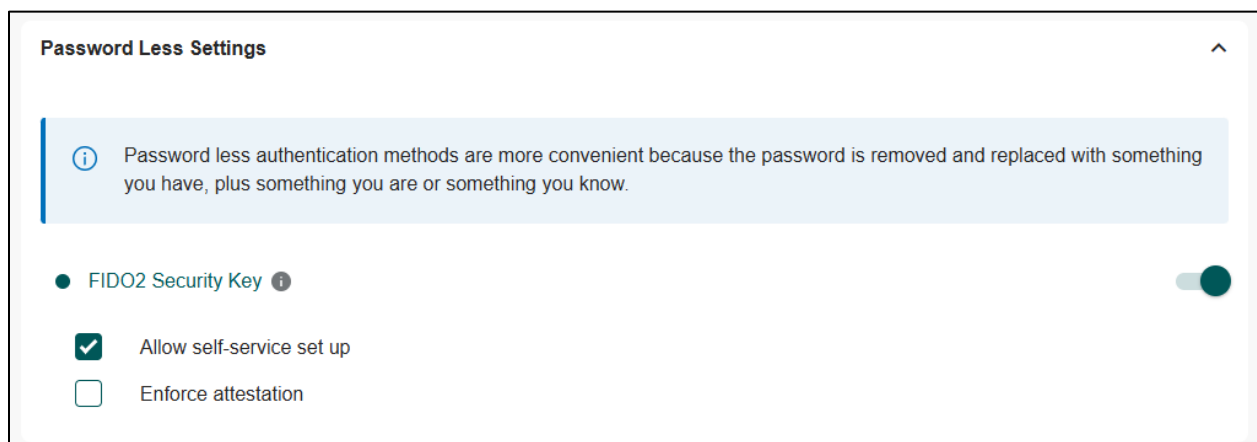 Password Less Settings
Password less authentication methods are more convenient because the password is removed and replaced with something
you have, plus something you are or something you know.
FIDO2 Security Key
Allow self-service set up
Enforce attestation